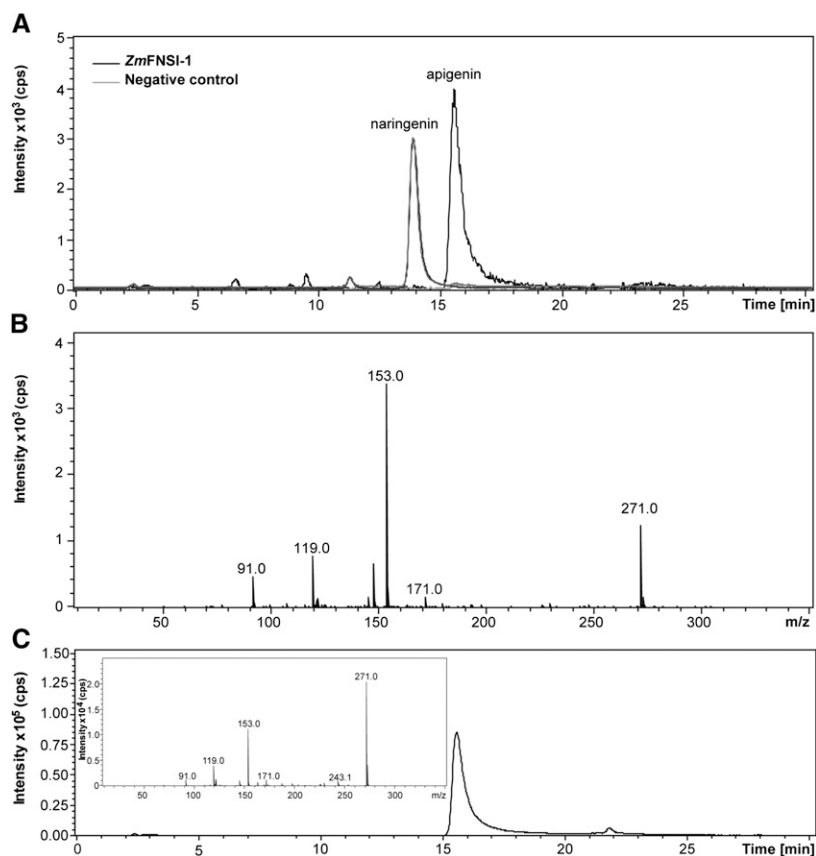 A
Intensity x10³ (cps)
5
4
3
2
1
0
ZmFNSI-1
Negative control
naringenin
apigenin
0 5 10 15 20 25 Time [min]
B
Intensity x10³ (cps)
4
3
2
1
0
91.0
119.0
153.0
171.0
271.0
50 100 150 200 250 300 m/z
C
Intensity x10⁵ (cps)
1.50
1.25
1.00
0.75
0.50
0.25
0.00
Intensity x10⁴ (cps)
2.0
1.5
1.0
0.5
0
91.0
119.0
153.0
171.0
243.1
271.0
50 100 150 200 250 300 m/z
0 5 10 15 20 25 Time [min]